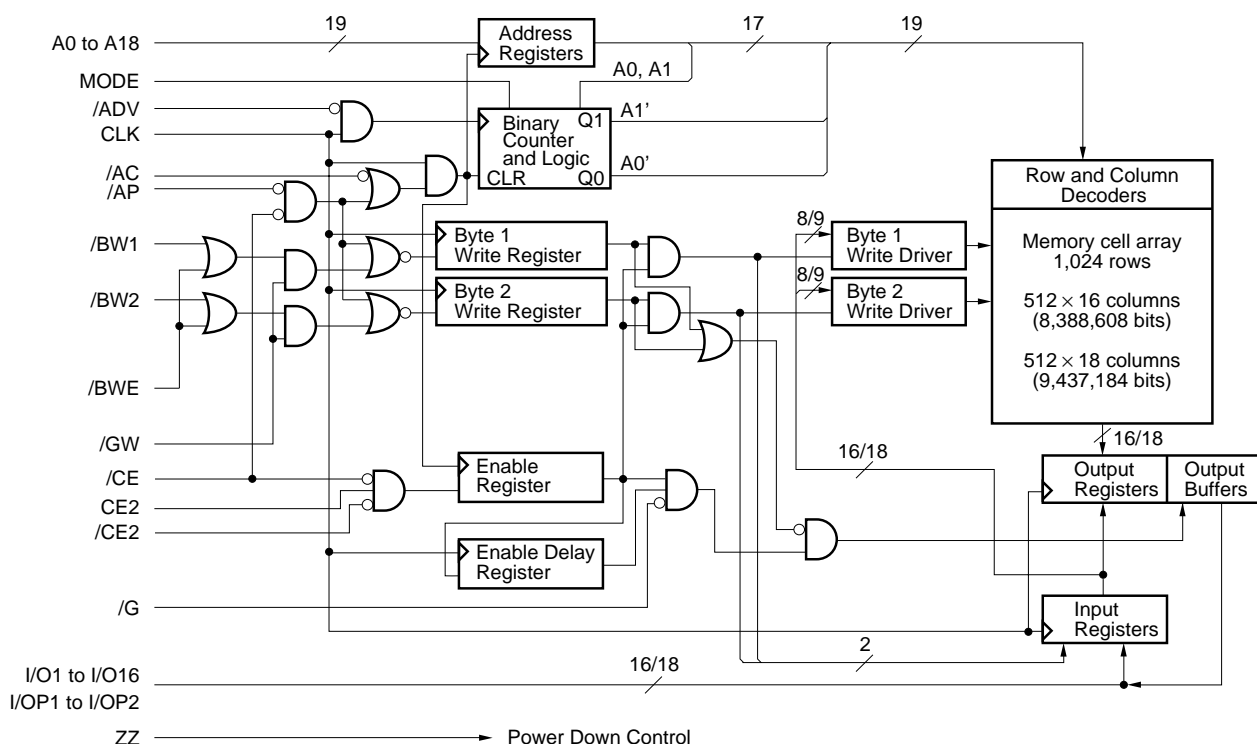 19
17
19
A0 to A18
Address
Registers
A0, A1
MODE
/ADV
CLK
Binary
Counter
and Logic
CLR
Q1
Q0
A1’
A0’
/AC
/AP
Row and Column
Decoders
/BW1
Byte 1
Write Register
8/9
Byte 1
Write Driver
Memory cell array
1,024 rows
/BW2
Byte 2
Write Register
8/9
Byte 2
Write Driver
512 × 16 columns
(8,388,608 bits)
512 × 18 columns
(9,437,184 bits)
/BWE
/GW
16/18
16/18
/CE
CE2
/CE2
Enable
Register
Output
Registers
Output
Buffers
Enable Delay
Register
/G
Input
Registers
2
I/O1 to I/O16
I/OP1 to I/OP2
16/18
ZZ
Power Down Control